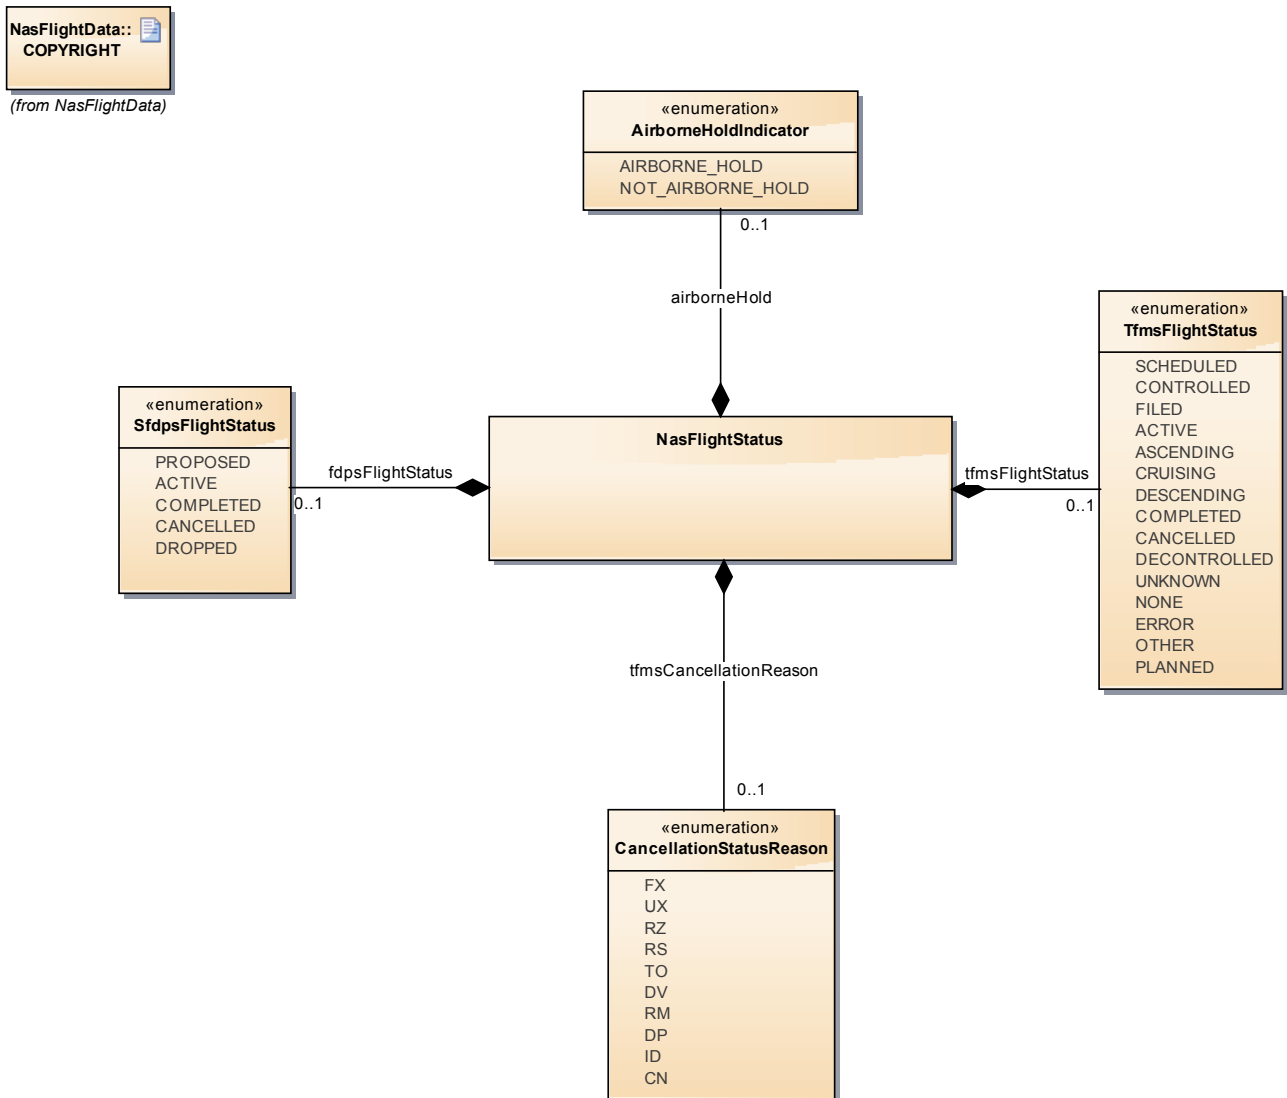 NasFlightData::
COPYRIGHT
(from NasFlightData)
«enumeration»
AirborneHoldIndicator
AIRBORNE_HOLD
NOT_AIRBORNE_HOLD
0..1
airborneHold
«enumeration»
TfmsFlightStatus
SCHEDULED
CONTROLLED
FILED
ACTIVE
ASCENDING
CRUISING
DESCENDING
COMPLETED
CANCELLED
DECONTROLLED
UNKNOWN
NONE
ERROR
OTHER
PLANNED
«enumeration»
SfdpsFlightStatus
PROPOSED
ACTIVE
COMPLETED
CANCELLED
DROPPED
fdpsFlightStatus
0..1
NasFlightStatus
tfmsFlightStatus
0..1
tfmsCancellationReason
0..1
«enumeration»
CancellationStatusReason
FX
UX
RZ
RS
TO
DV
RM
DP
ID
CN